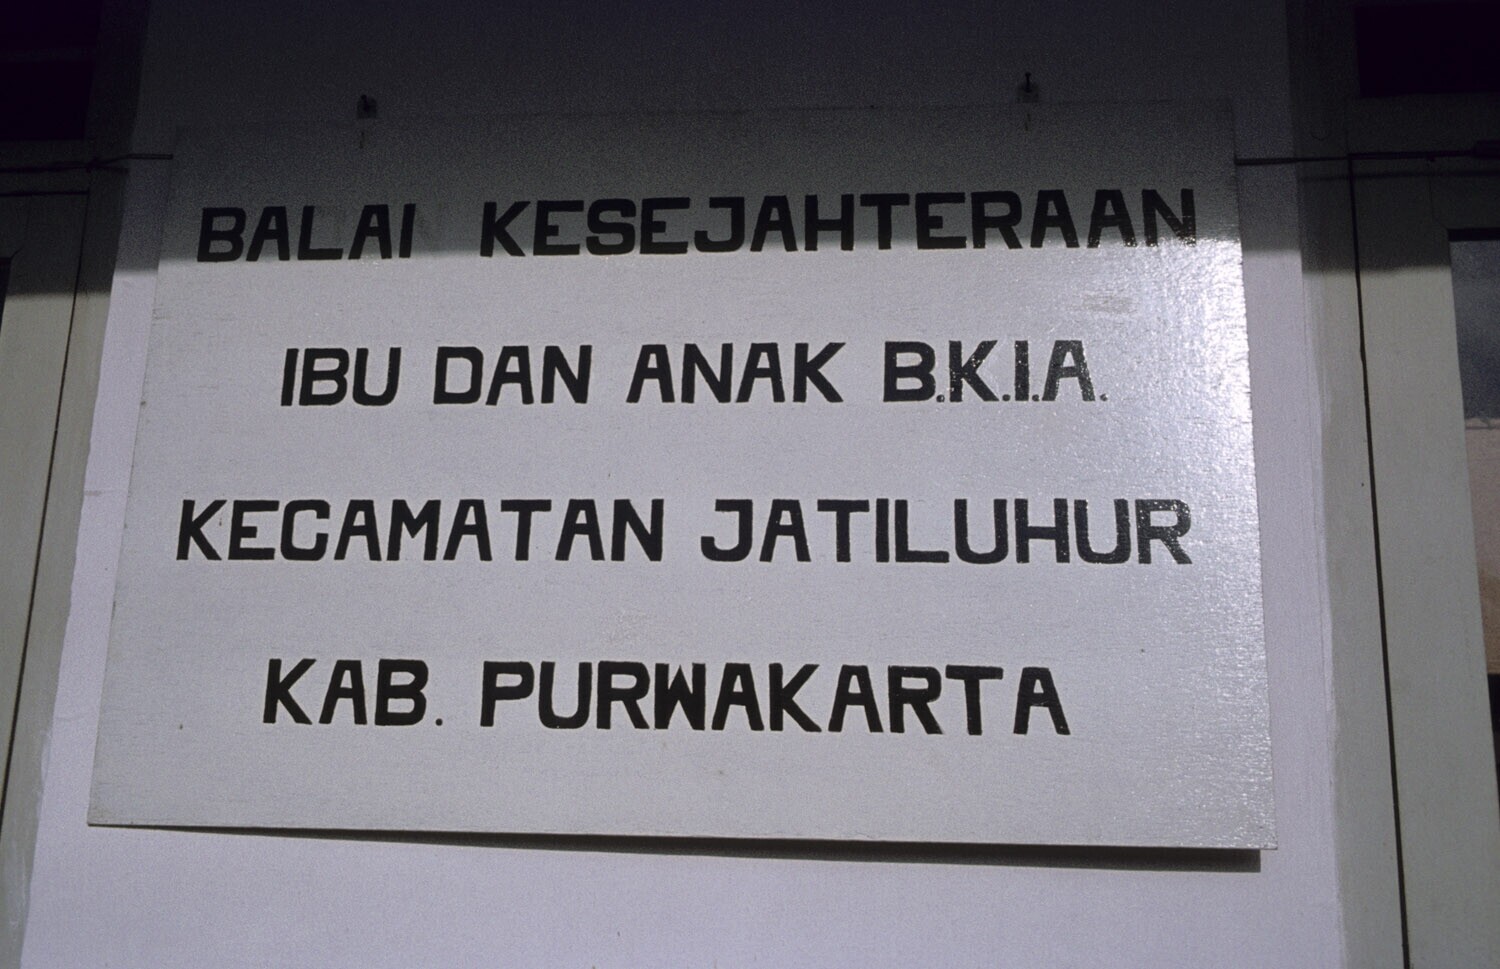 BALAI KESEJAHTERAAN
IBU DAN ANAK B.K.I.A.
KECAMATAN JATILUHUR
KAB. PURWAKARTA